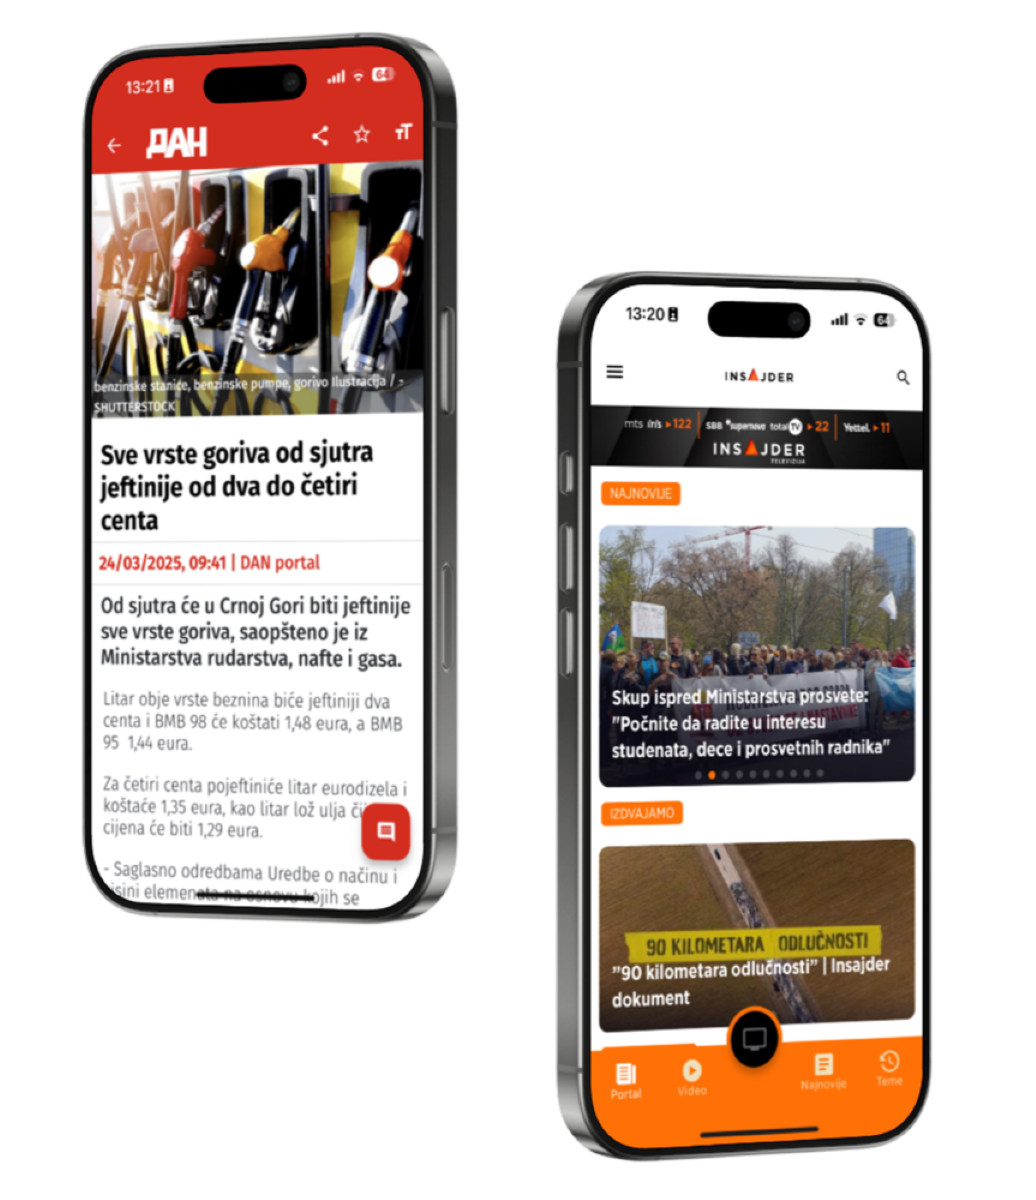 13:21
64
ДАН
benzinske stanice, benzinske pumpe, gorivo Ilustracija / -
SHUTTERSTOCK
Sve vrste goriva od sjutra
jeftinije od dva do četiri
centa
24/03/2025, 09:41 | DAN portal
Od sjutra će u Crnoj Gori biti jeftinije
sve vrste goriva, saopšteno je iz
Ministarstva rudarstva, nafte i gasa.
Litar obje vrste beznina biće jeftiniji dva
centa i BMB 98 će koštati 1,48 eura, a BMB
95 1,44 eura.
Za četiri centa pojeftiniće litar eurodizela i
koštaće 1,35 eura, kao litar lož ulja či
cijena će biti 1,29 eura.
- Saglasno odredbama Uredbe o načinu i
visini elemenata na osnovu kojih se
13:20
64
INSAJDER
mts iris 122 SBB supernova total TV 22 Yettel. 11
INSAJDER
TELEVIZIJA
NAJNOVIJE
Skup ispred Ministarstva prosvete:
"Počnite da radite u interesu
studenata, dece i prosvetnih radnika"
IZDVAJAMO
90 KILOMETARA ODLUČNOSTI
"90 kilometara odlučnosti" | Insajder
dokument
Portal
Video
Najnovije
Teme